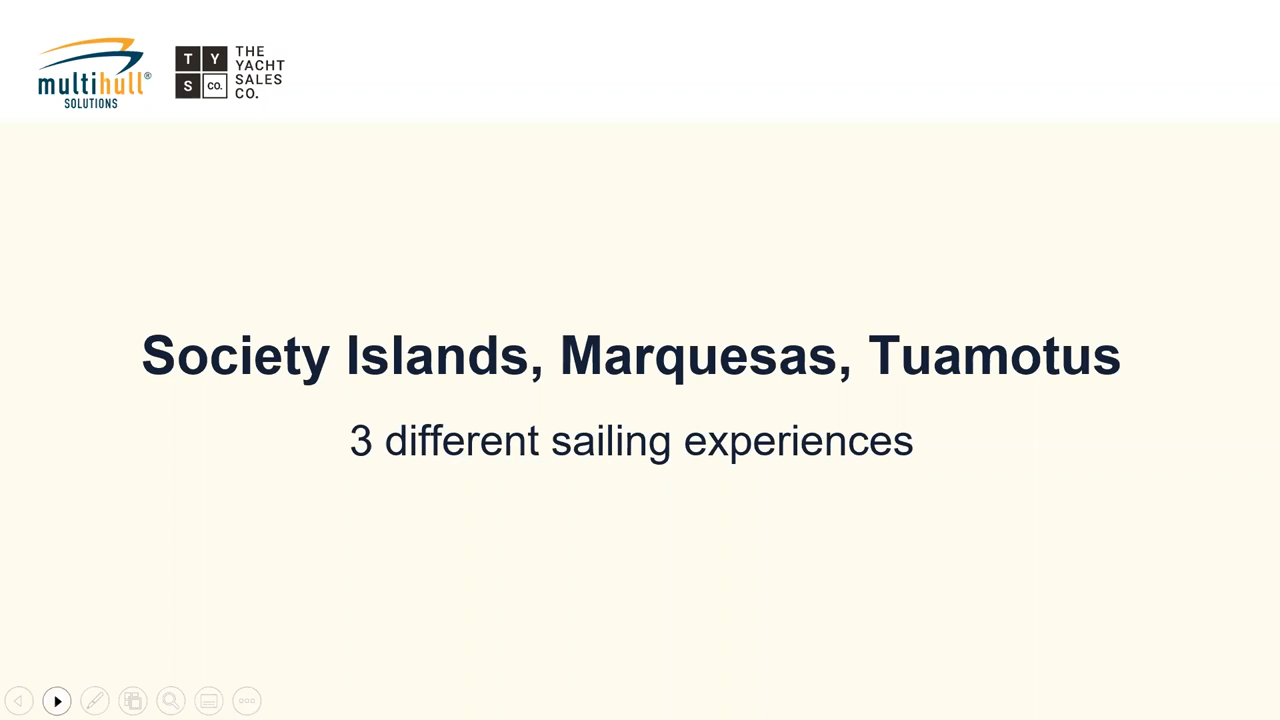 multihull®
SOLUTIONS
T Y
S CO.
THE
YACHT
SALES
CO.
Society Islands, Marquesas, Tuamotus
3 different sailing experiences